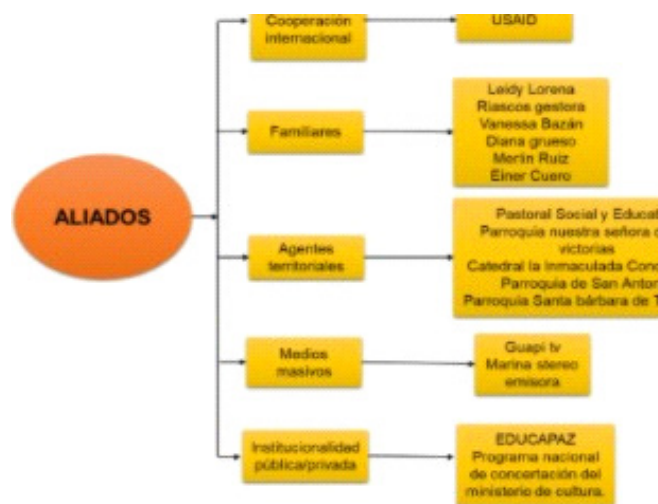 Cooperación
internacional
USAID
Familiares
Leidy Lorena
Riascos gestora
Vanessa Bazán
Diana grueso
Merlin Ruiz
Einer Cuero
ALIADOS
Agentes
territoriales
Pastoral Social y
Parroquia nuestra señora
victorias
Catedral la inmaculada
Parroquia de San
Parroquia Santa bárbara de
Medios
masivos
Guapi tv
Marina stereo
emisora
Institucionalidad
pública/privada
EDUCAPAZ
Programa nacional
de concertación del
ministerio de cultura.